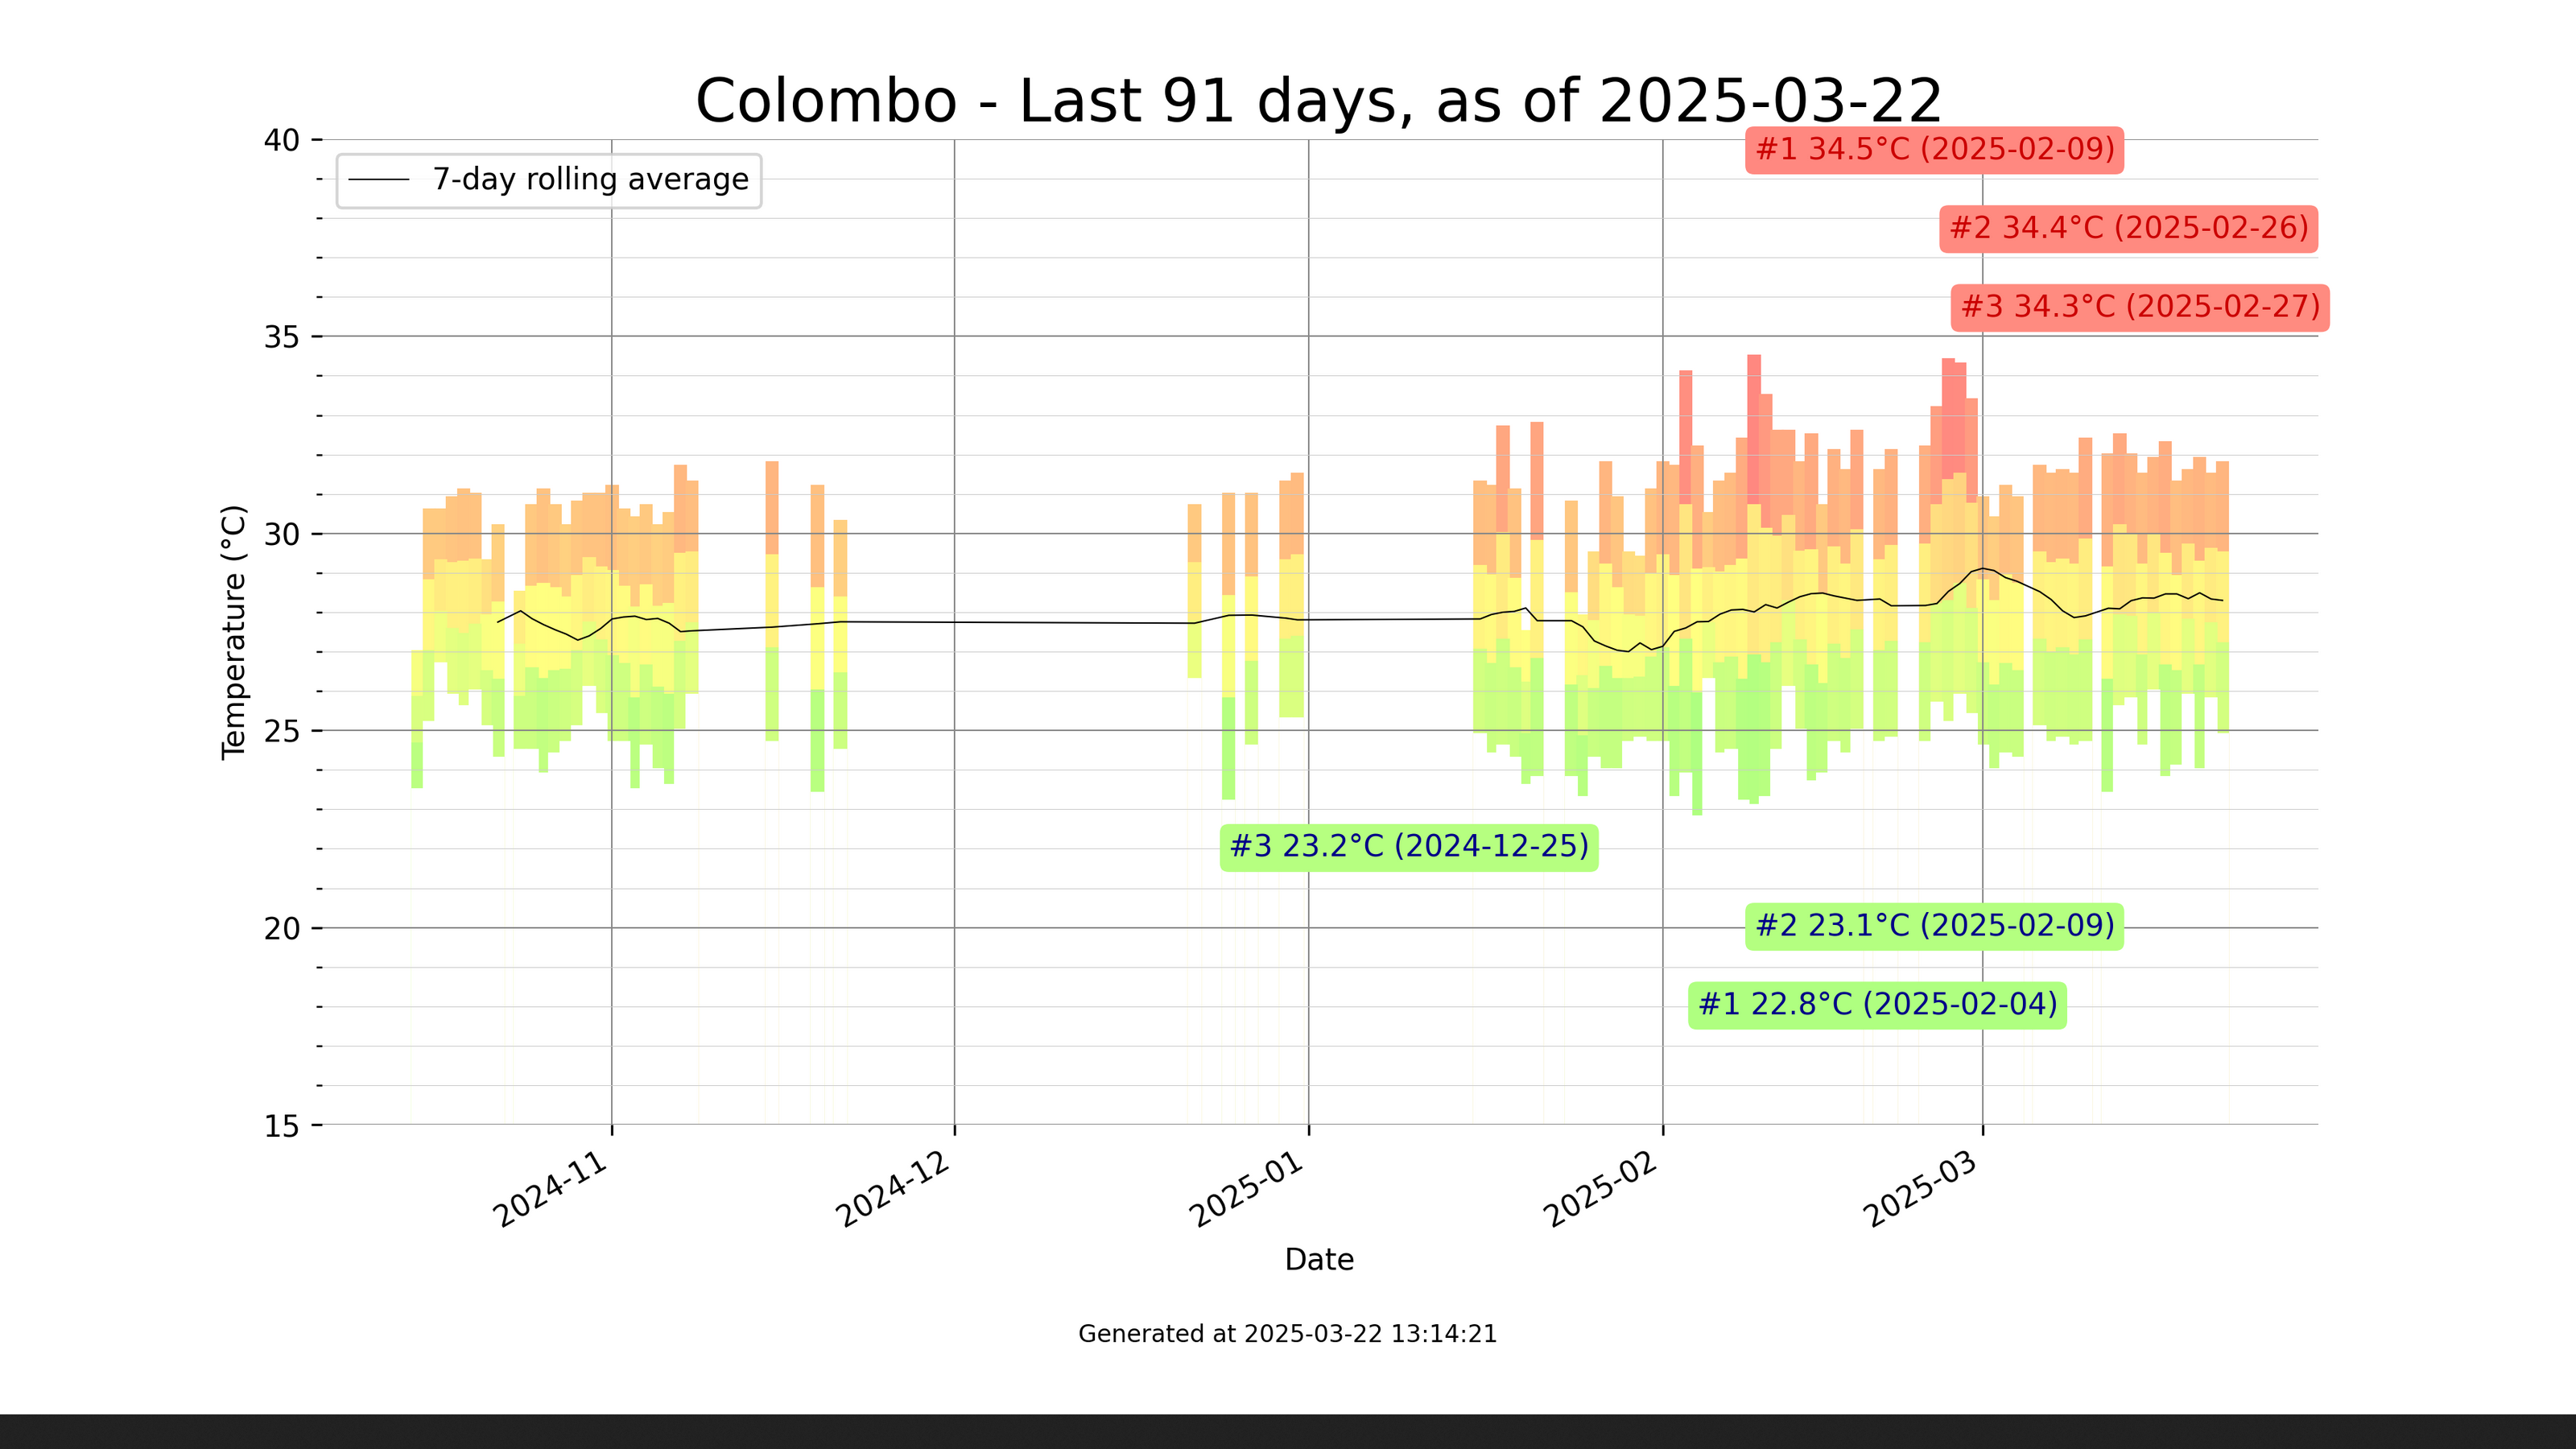 Colombo - Last 91 days, as of 2025-03-22
7-day rolling average
#1 34.5°C (2025-02-09)
#2 34.4°C (2025-02-26)
#3 34.3°C (2025-02-27)
#3 23.2°C (2024-12-25)
#2 23.1°C (2025-02-09)
#1 22.8°C (2025-02-04)
Temperature (°C)
40
35
30
25
20
15
2024-11
2024-12
2025-01
2025-02
2025-03
Date
Generated at 2025-03-22 13:14:21